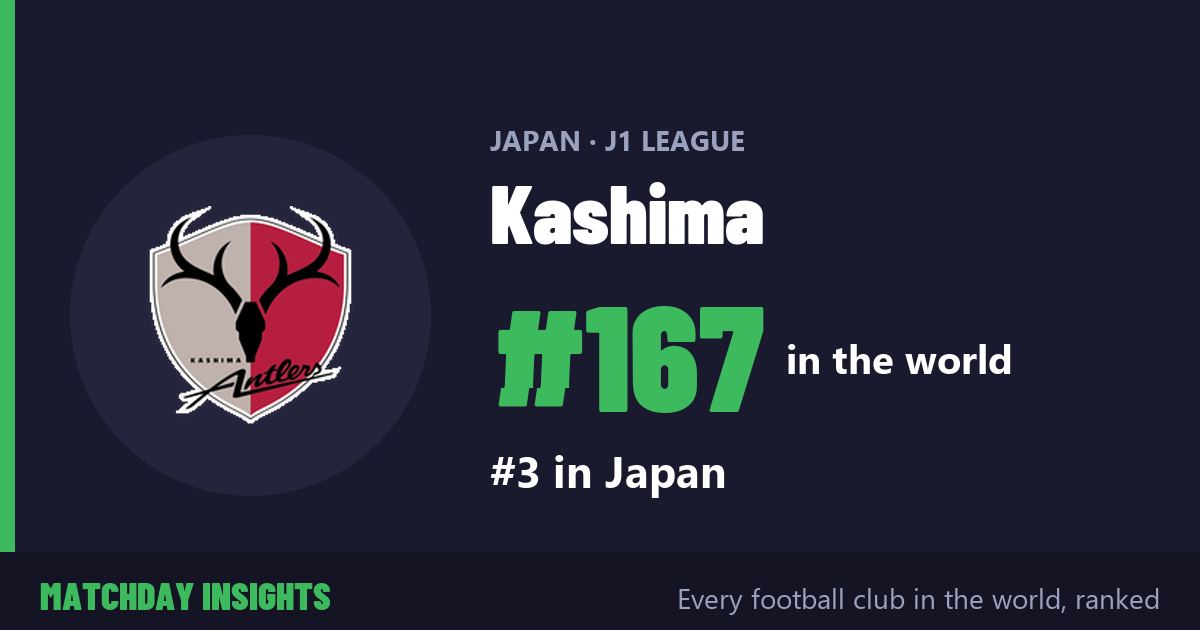 JAPAN · J1 LEAGUE
Kashima
KASHIMA
Antlers
#167 in the world
#3 in Japan
MATCHDAY INSIGHTS
Every football club in the world, ranked